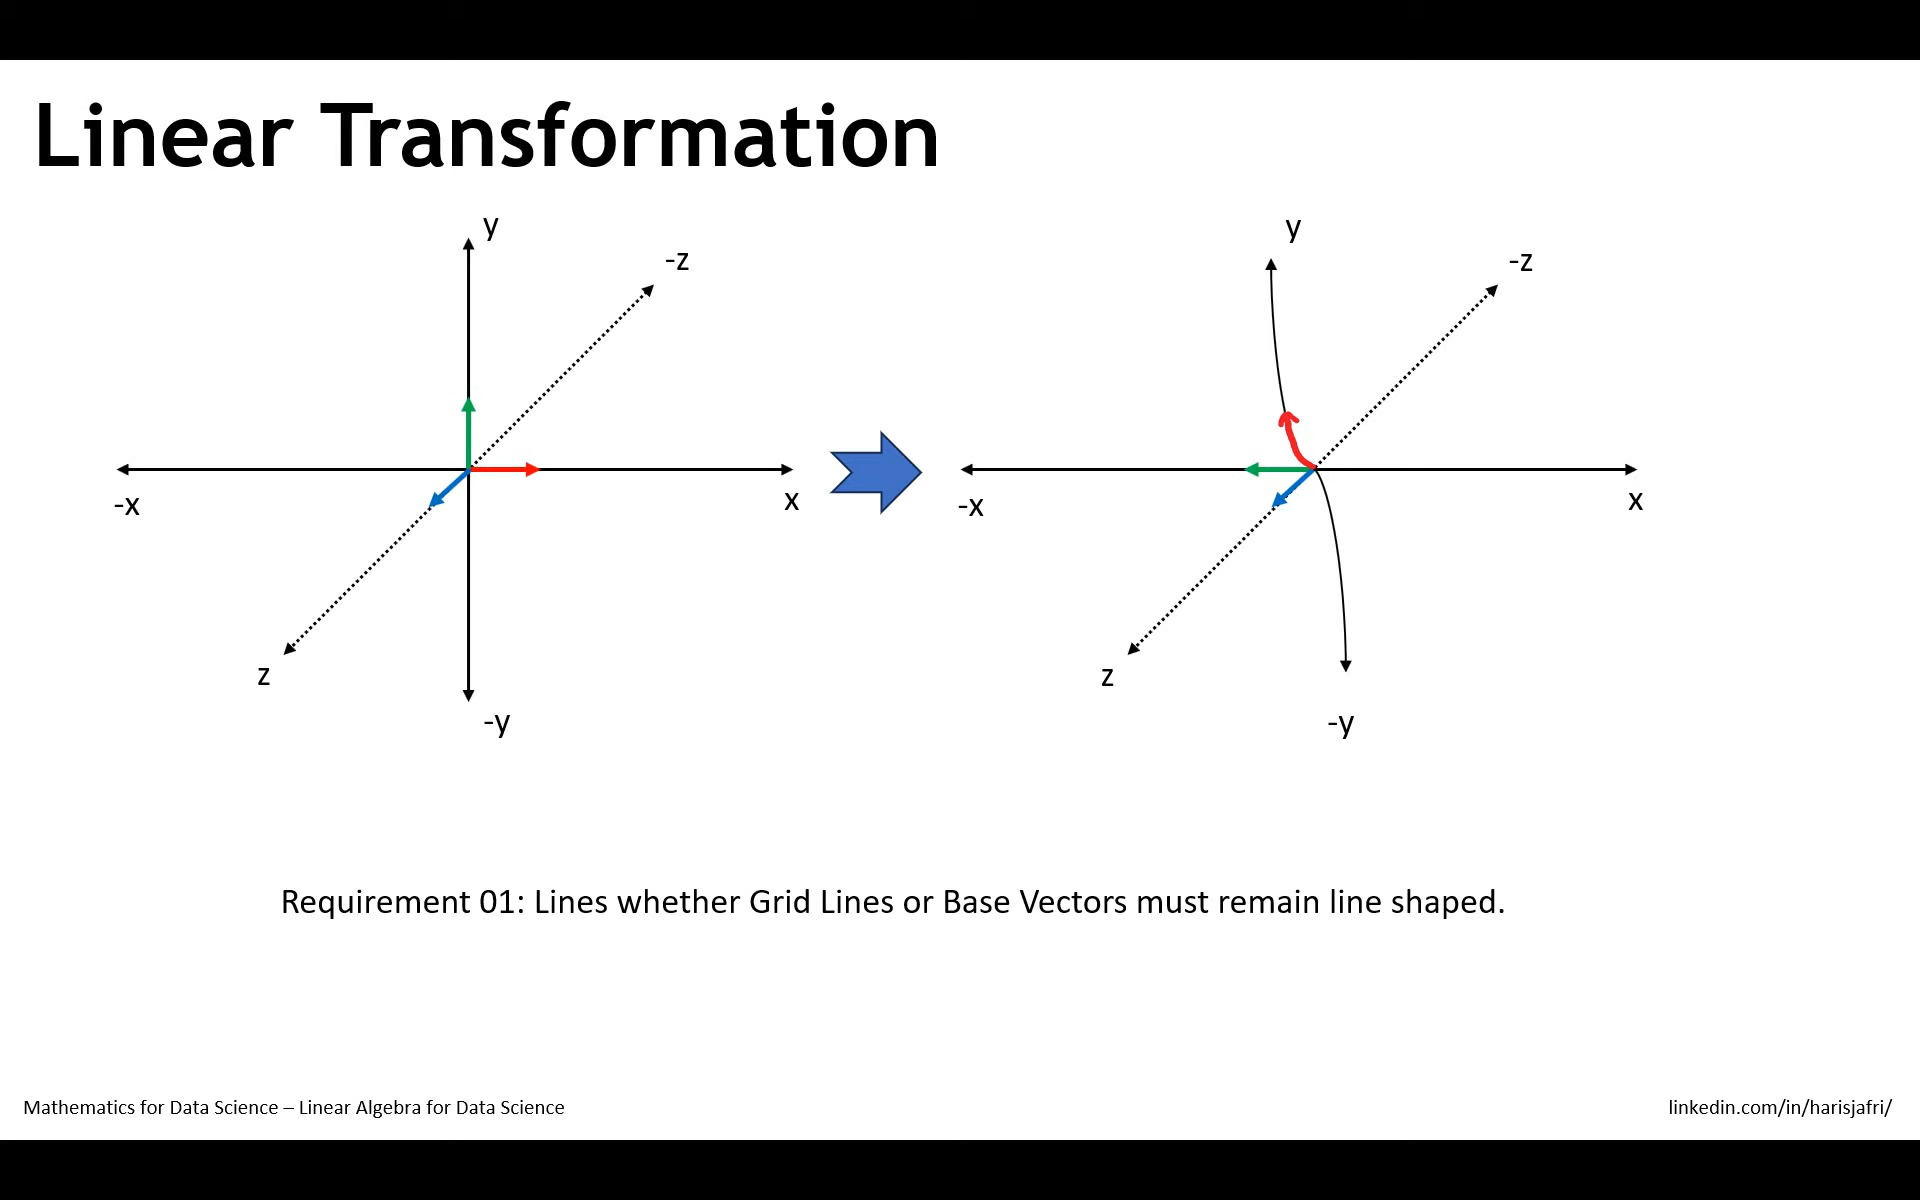 Linear Transformation
y
-z
-x
x
z
-y
y
-z
-x
x
z
-y
Requirement 01: Lines whether Grid Lines or Base Vectors must remain line shaped.
Mathematics for Data Science – Linear Algebra for Data Science
linkedin.com/in/harisjafri/